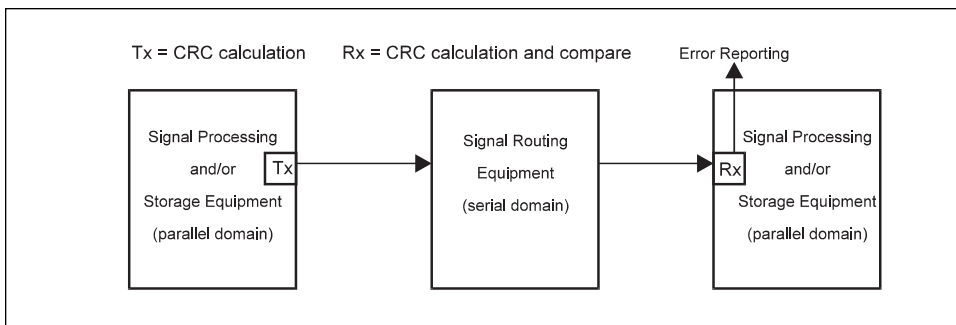 Tx = CRC calculation
Rx = CRC calculation and compare
Error Reporting
Signal Processing
and/or
Storage Equipment
(parallel domain)
Tx
Signal Routing
Equipment
(serial domain)
Rx
Signal Processing
and/or
Storage Equipment
(parallel domain)